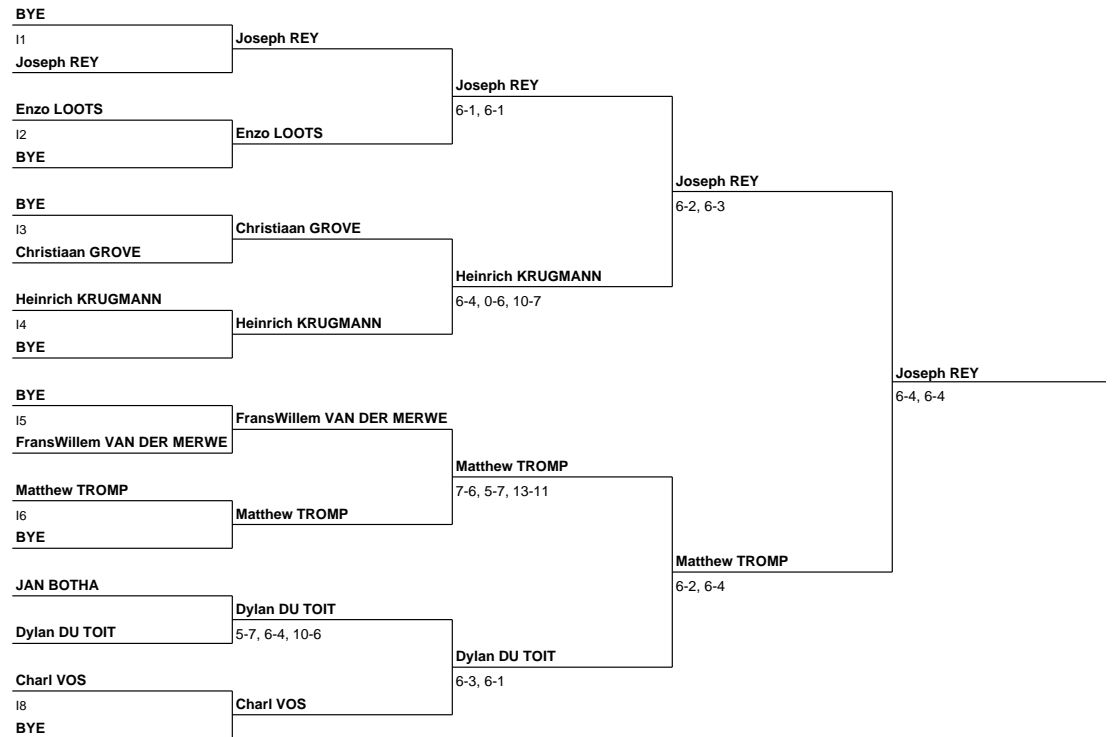 BYE
I1
Joseph REY
Enzo LOOTS
I2
BYE
BYE
I3
Christiaan GROVE
Heinrich KRUGMANN
I4
BYE
BYE
I5
FransWillem VAN DER MERWE
Matthew TROMP
I6
BYE
JAN BOTHA
Dylan DU TOIT
Charl VOS
I8
BYE
Joseph REY
Enzo LOOTS
Christiaan GROVE
Heinrich KRUGMANN
FransWillem VAN DER MERWE
Matthew TROMP
Dylan DU TOIT
5-7, 6-4, 10-6
Charl VOS
Joseph REY
6-1, 6-1
Heinrich KRUGMANN
6-4, 0-6, 10-7
Matthew TROMP
7-6, 5-7, 13-11
Dylan DU TOIT
6-3, 6-1
Joseph REY
6-2, 6-3
Matthew TROMP
6-2, 6-4
Joseph REY
6-4, 6-4